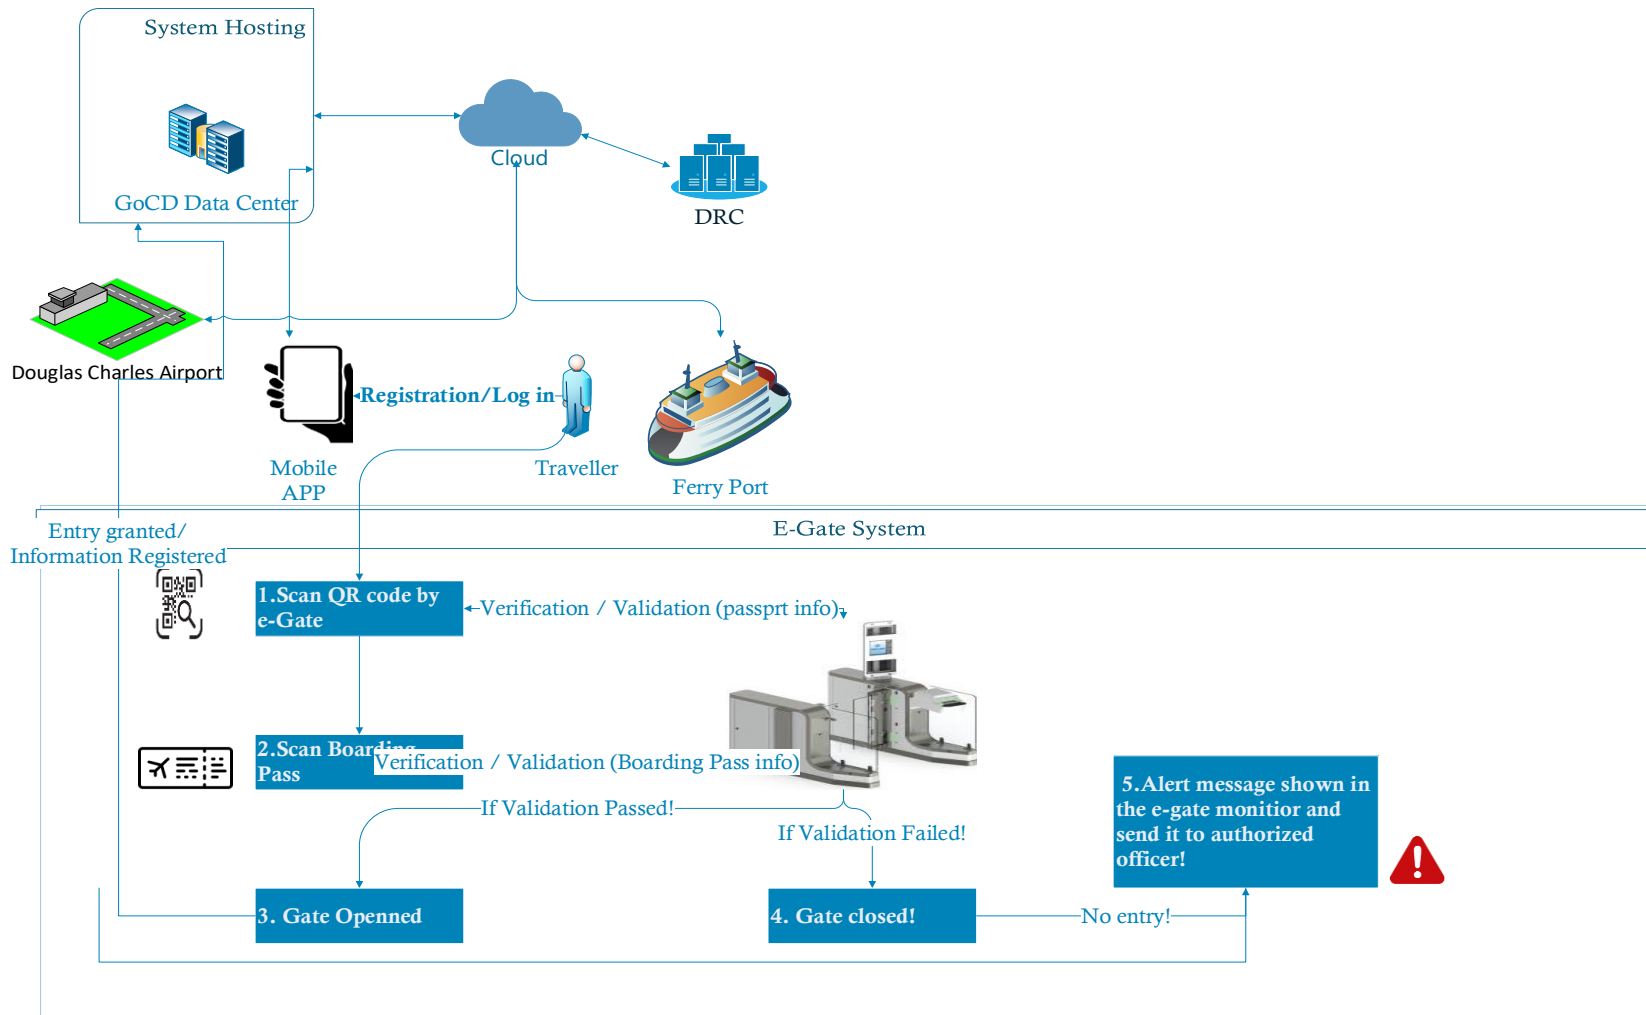 System Hosting
GoCD Data Center
Cloud
DRC
Douglas Charles Airport
Registration/Log in
Mobile
APP
Traveller
Ferry Port
E-Gate System
Entry granted/
Information Registered
1.Scan QR code by
e-Gate
Verification / Validation (passprt info)
2.Scan Boarding
Pass
Verification / Validation (Boarding Pass info)
If Validation Passed!
If Validation Failed!
5.Alert message shown in
the e-gate monitior and
send it to authorized
officer!
3. Gate Openned
4. Gate closed!
No entry!